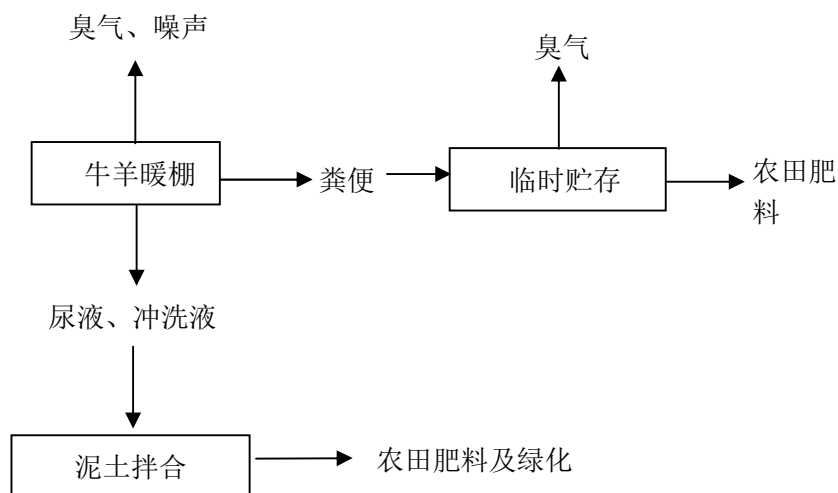 臭气、噪声
臭气
牛羊暖棚
粪便
临时贮存
农田肥
料
尿液、冲洗液
泥土拌合
农田肥料及绿化